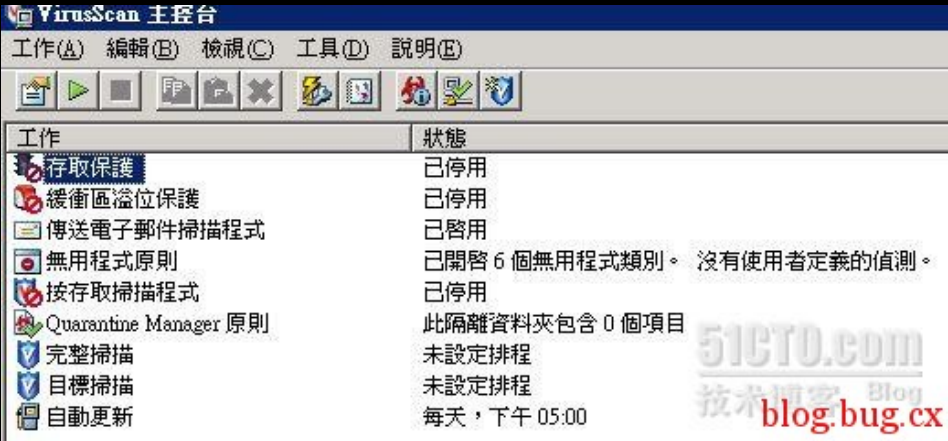 VirusScan 主控台
工作(A) 編輯(B) 檢視(C) 工具(D) 說明(E)
工作 狀態
存取保護 已停用
緩衝區溢位保護 已停用
傳送電子郵件掃描程式 已啟用
無用程式原則 已開啟 6 個無用程式類別。 沒有使用者定義的偵測。
按存取掃描程式 已停用
Quarantine Manager 原則 此隔離資料夾包含 0 個項目
完整掃描 未設定排程
目標掃描 未設定排程
自動更新 每天，下午 05:00
51CTO.com
技术博客 Blog
blog.bug.cx